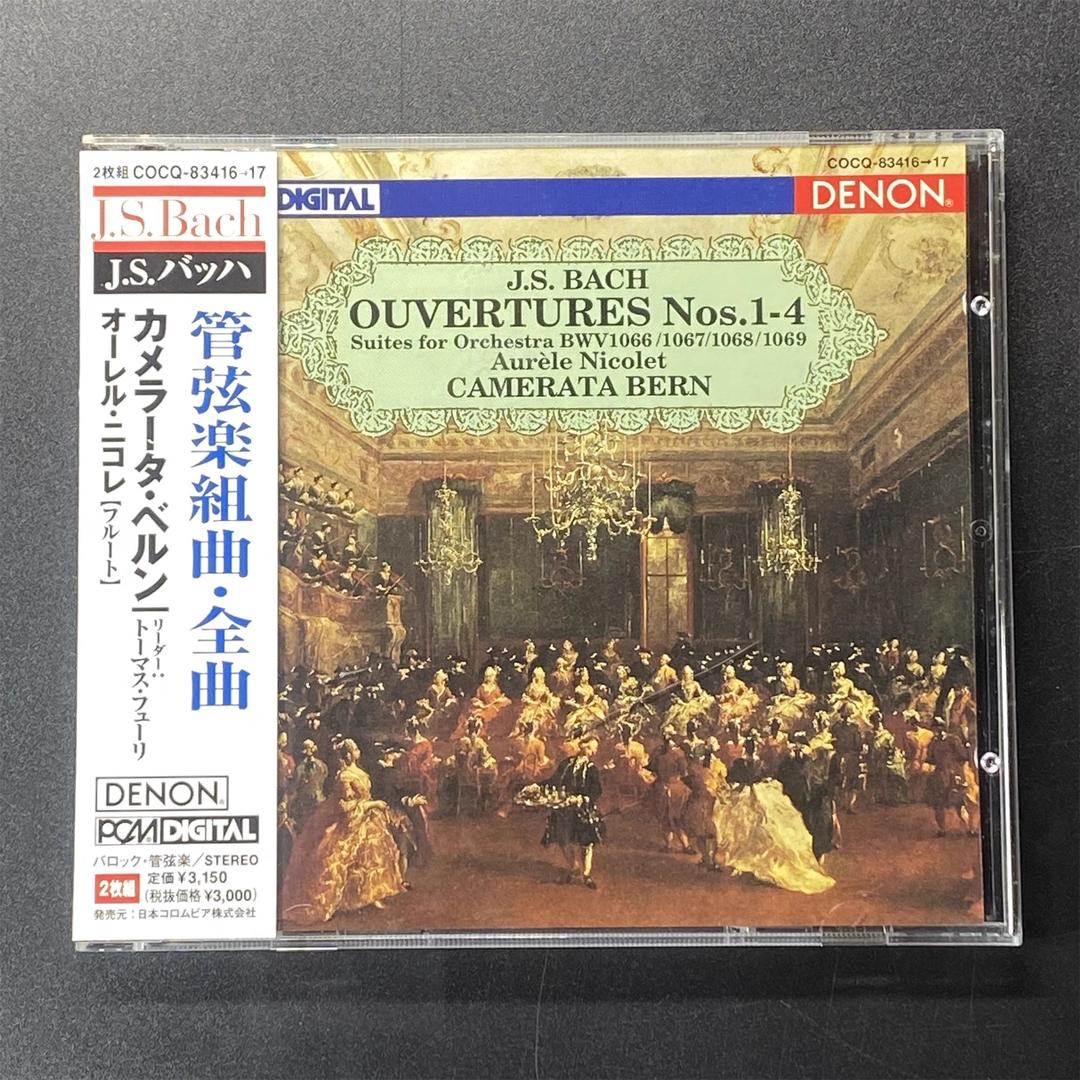 2枚組 COCQ-83416→17
J.S.Bach
J.S.バッハ
管弦楽組曲・全曲
カメラータ・ベルン
リーダー:トーマス・フューリ
オーレル・ニコレ[フルート]
DENON®
PCM DIGITAL
バロック・管弦楽/STEREO
2枚組
定価¥3,150
(税抜価格¥3,000)
発売元:日本コロムビア株式会社
COCQ-83416→17
DIGITAL
DENON®
J.S. BACH
OUVERTURES Nos.1-4
Suites for Orchestra BWV1066/1067/1068/1069
Aurèle Nicolet
CAMERATA BERN